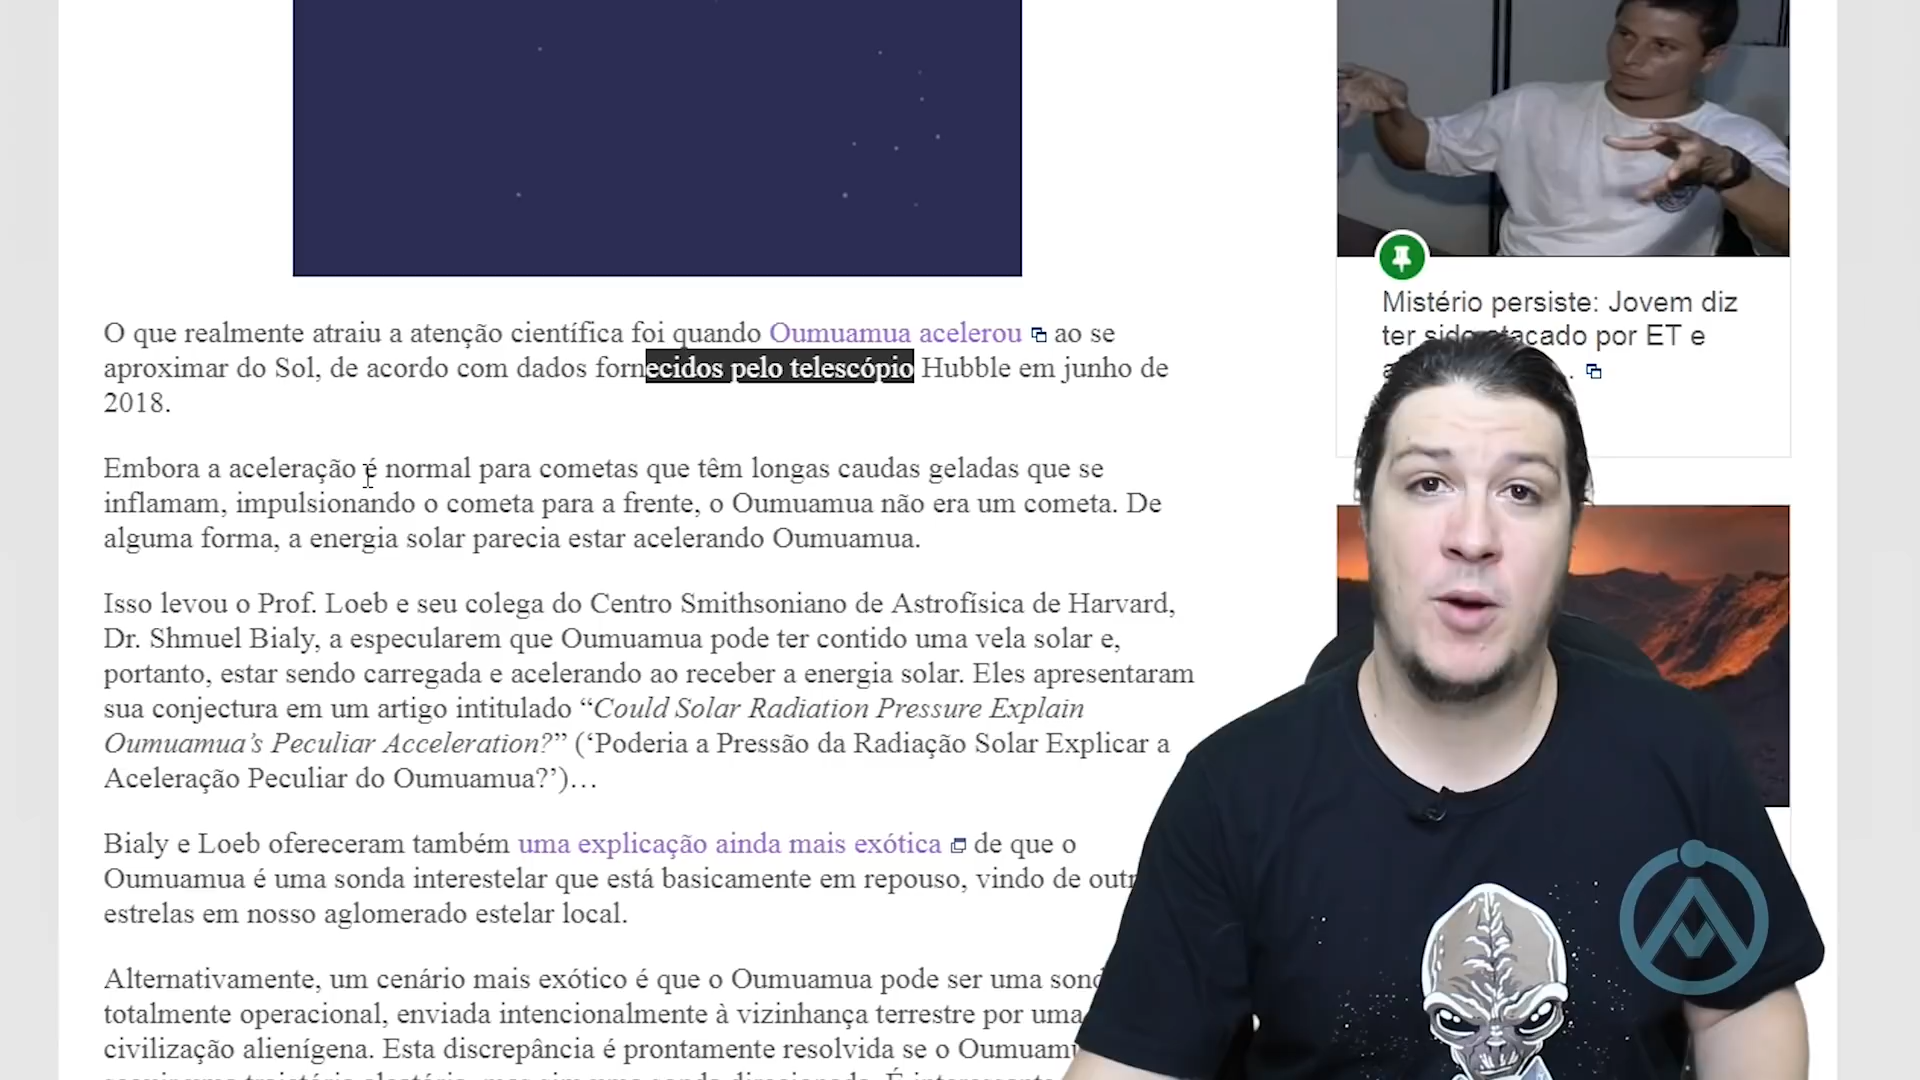 O que realmente atraiu a atenção científica foi quando Oumuamua acelerou ao se
aproximar do Sol, de acordo com dados fornecidos pelo telescópio Hubble em junho de
2018.
Embora a aceleração é normal para cometas que têm longas caudas geladas que se
inflamam, impulsionando o cometa para a frente, o Oumuamua não era um cometa. De
alguma forma, a energia solar parecia estar acelerando Oumuamua.
Isso levou o Prof. Loeb e seu colega do Centro Smithsoniano de Astrofísica de Harvard,
Dr. Shmuel Bialy, a especularem que Oumuamua pode ter contido uma vela solar e,
portanto, estar sendo carregada e acelerando ao receber a energia solar. Eles apresentaram
sua conjectura em um artigo intitulado “Could Solar Radiation Pressure Explain
Oumuamua’s Peculiar Acceleration?” (‘Poderia a Pressão da Radiação Solar Explicar a
Aceleração Peculiar do Oumuamua?’)…
Bialy e Loeb ofereceram também uma explicação ainda mais exótica de que o
Oumuamua é uma sonda interestelar que está basicamente em repouso, vindo de
estrelas em nosso aglomerado estelar local.
Alternativamente, um cenário mais exótico é que o Oumuamua pode ser uma
totalmente operacional, enviada intencionalmente à vizinhança terrestre por uma
civilização alienígena. Esta discrepância é prontamente resolvida se o
Mistério persiste: Jovem diz
ter sido atacado por ET e